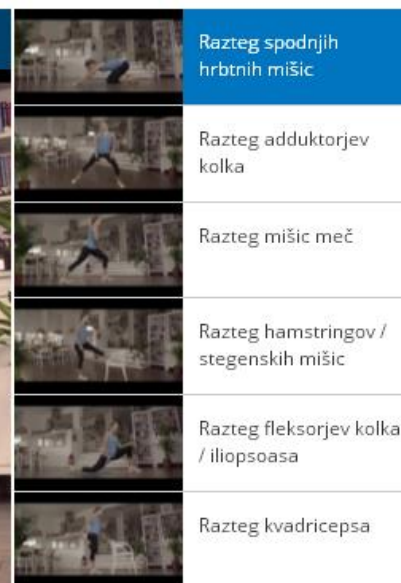 Razteg spodnjih
hrbtnih mišic
Razteg adduktorjev
kolka
Razteg mišic meč
Razteg hamstringov /
stegenskih mišic
Razteg fleksorjev kolka
/ iliopsoasa
Razteg kvadricepsa